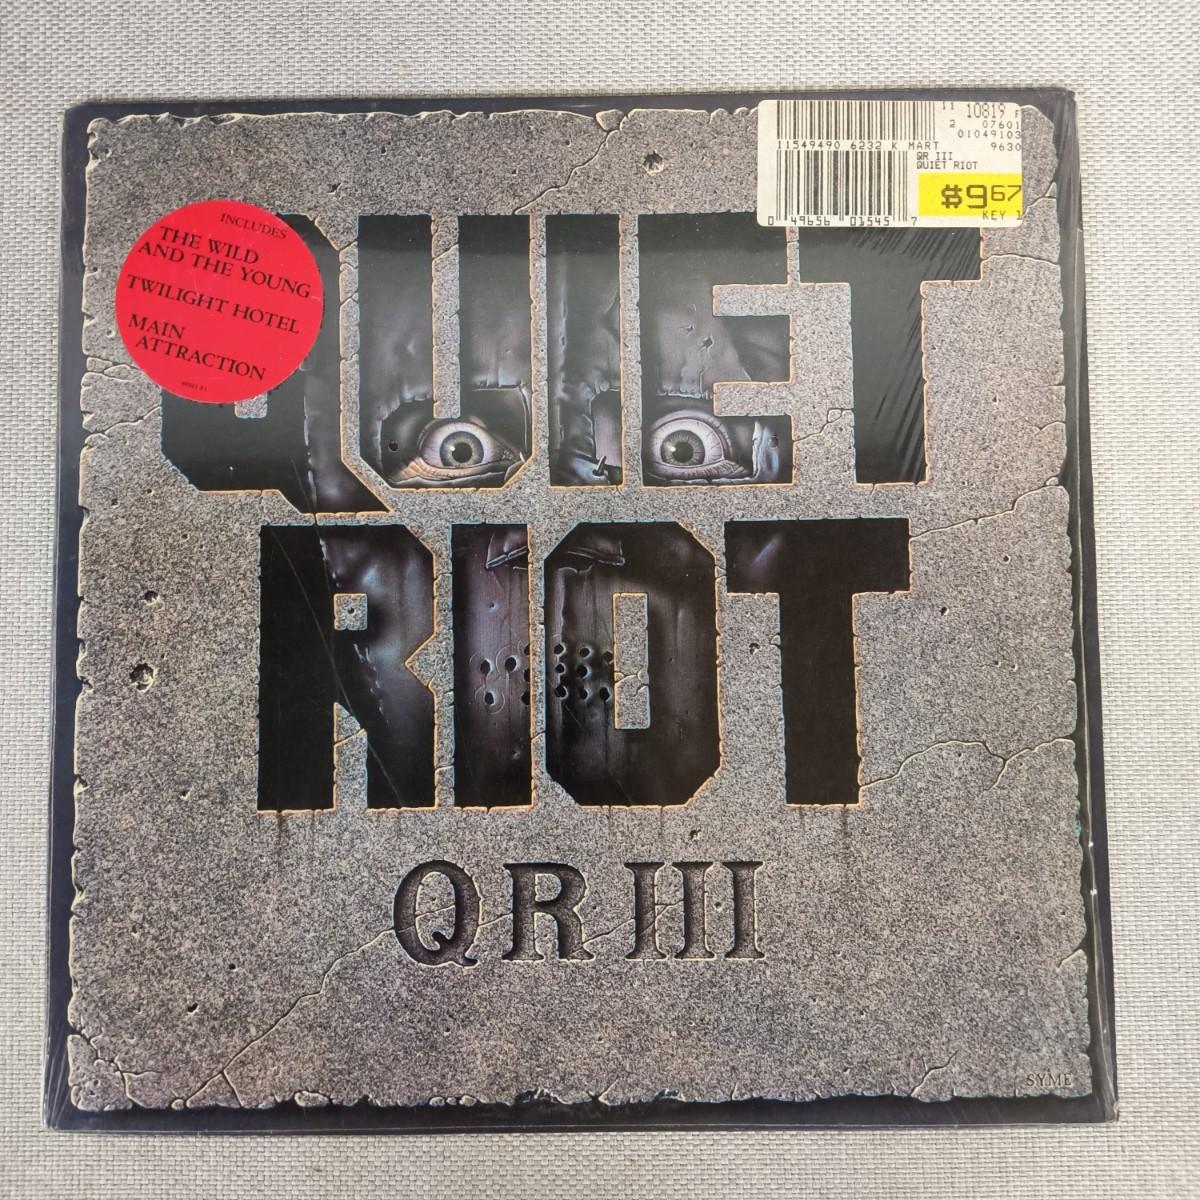 11 10819 F
2 07601
01049103
11549490 6232 K MART 9630
QR III
QUIET RIOT
$9.67
KEY 1
0 49656 01545 7
INCLUDES
THE WILD
AND THE YOUNG
TWILIGHT HOTEL
MAIN
ATTRACTION
QUIET
RIOT
QR III
SYME